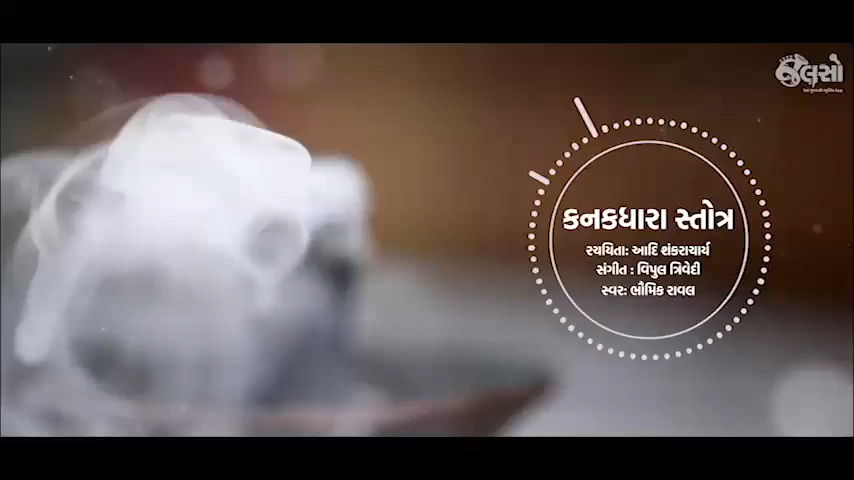 જલસો
કનકધારા સ્તોત્ર
રચયિતા: આદિ શંકરાચાર્ય
સંગીત : વિપુલ ત્રિવેદી
સ્વર: ભૌમિક રાવલ